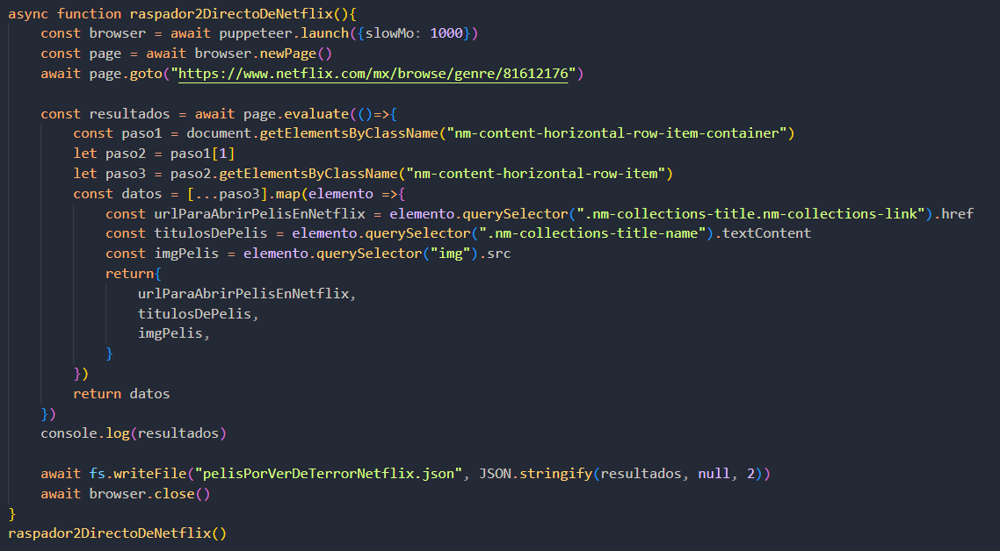 async function raspador2DirectoDeNetflix(){
    const browser = await puppeteer.launch({slowMo: 1000})
    const page = await browser.newPage()
    await page.goto("https://www.netflix.com/mx/browse/genre/81612176")

    const resultados = await page.evaluate(()=>{
        const paso1 = document.getElementsByClassName("nm-content-horizontal-row-item-container")
        let paso2 = paso1[1]
        let paso3 = paso2.getElementsByClassName("nm-content-horizontal-row-item")
        const datos = [...paso3].map(elemento =>{
            const urlParaAbrirPelisEnNetflix = elemento.querySelector(".nm-collections-title.nm-collections-link").href
            const titulosDePelis = elemento.querySelector(".nm-collections-title-name").textContent
            const imgPelis = elemento.querySelector("img").src
            return{
                urlParaAbrirPelisEnNetflix,
                titulosDePelis,
                imgPelis,
            }
        })
        return datos
    })
    console.log(resultados)

    await fs.writeFile("pelisPorVerDeTerrorNetflix.json", JSON.stringify(resultados, null, 2))
    await browser.close()
}
raspador2DirectoDeNetflix()